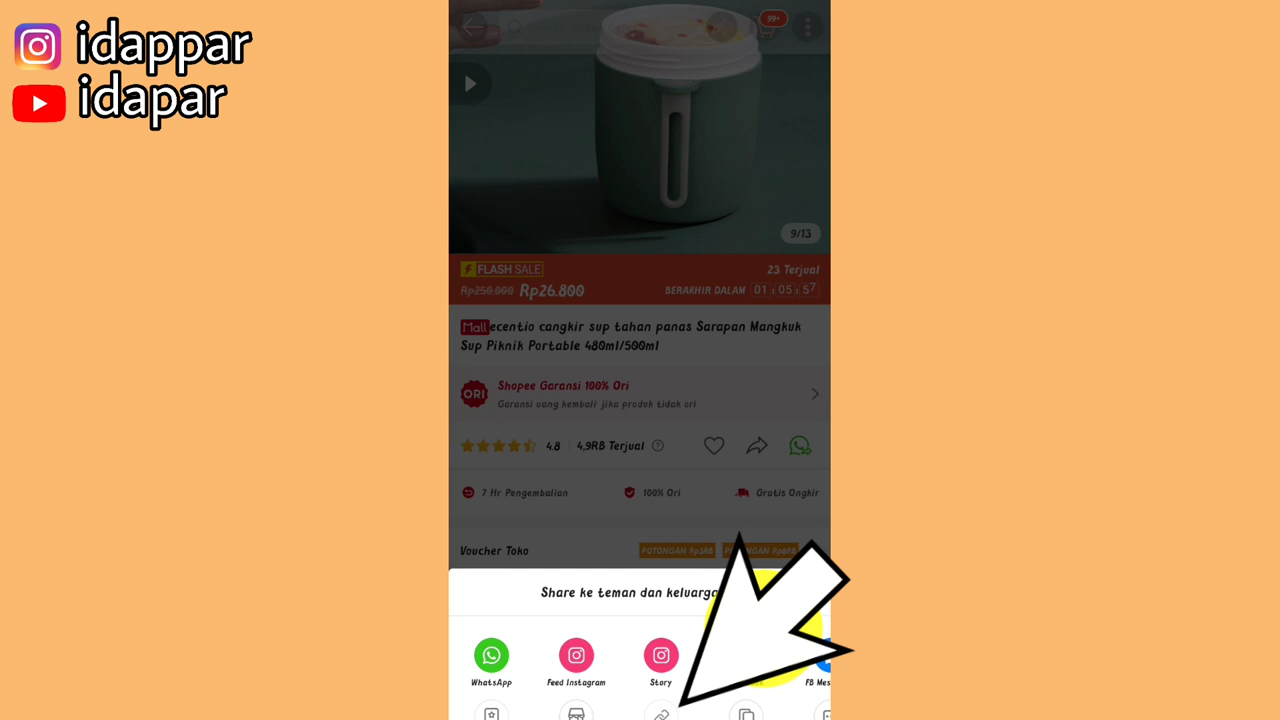 idappar
idapar
99+
9/13
FLASH SALE
23 Terjual
Rp250.000 Rp26.800
BERAKHIR DALAM 01 : 05 : 57
Mall ecentio cangkir sup tahan panas Sarapan Mangkuk
Sup Piknik Portable 480ml/500ml
ORI
Shopee Garansi 100% Ori
Garansi uang kembali jika produk tidak ori
4.8 4,9RB Terjual ?
7 Hr Pengembalian 100% Ori Gratis Ongkir
Voucher Toko POTONGAN Rp3RB POTONGAN Rp8RB
Share ke teman dan keluarga
WhatsApp Feed Instagram Story FB Mes